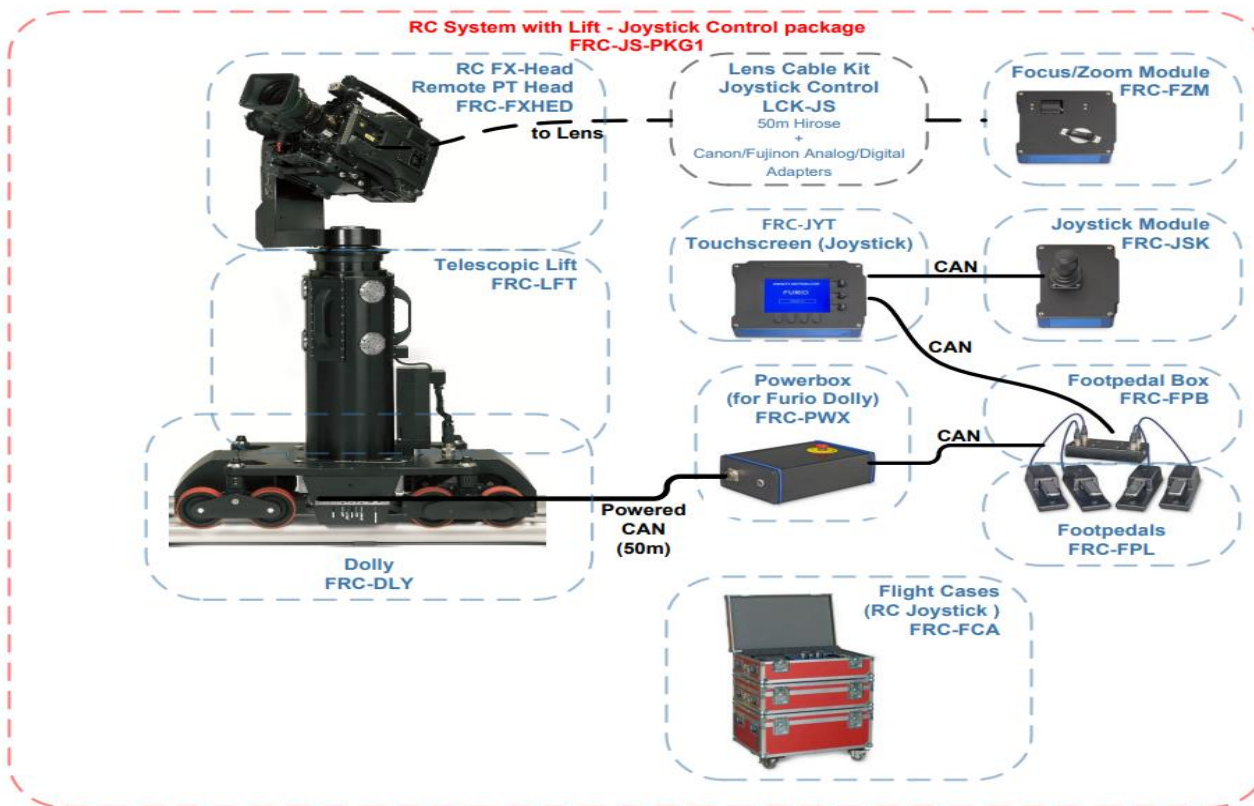 RC System with Lift - Joystick Control package
FRC-JS-PKG1
RC FX-Head
Remote PT Head
FRC-FXHED
to Lens
Lens Cable Kit
Joystick Control
LCK-JS
50m Hirose
+
Canon/Fujinon Analog/Digital
Adapters
Focus/Zoom Module
FRC-FZM
Telescopic Lift
FRC-LFT
FRC-JYT
Touchscreen (Joystick)
FURIO
CAN
Joystick Module
FRC-JSK
CAN
Powerbox
(for Furio Dolly)
FRC-PWX
CAN
Footpedal Box
FRC-FPB
Powered
CAN
(50m)
Footpedals
FRC-FPL
Dolly
FRC-DLY
Flight Cases
(RC Joystick )
FRC-FCA